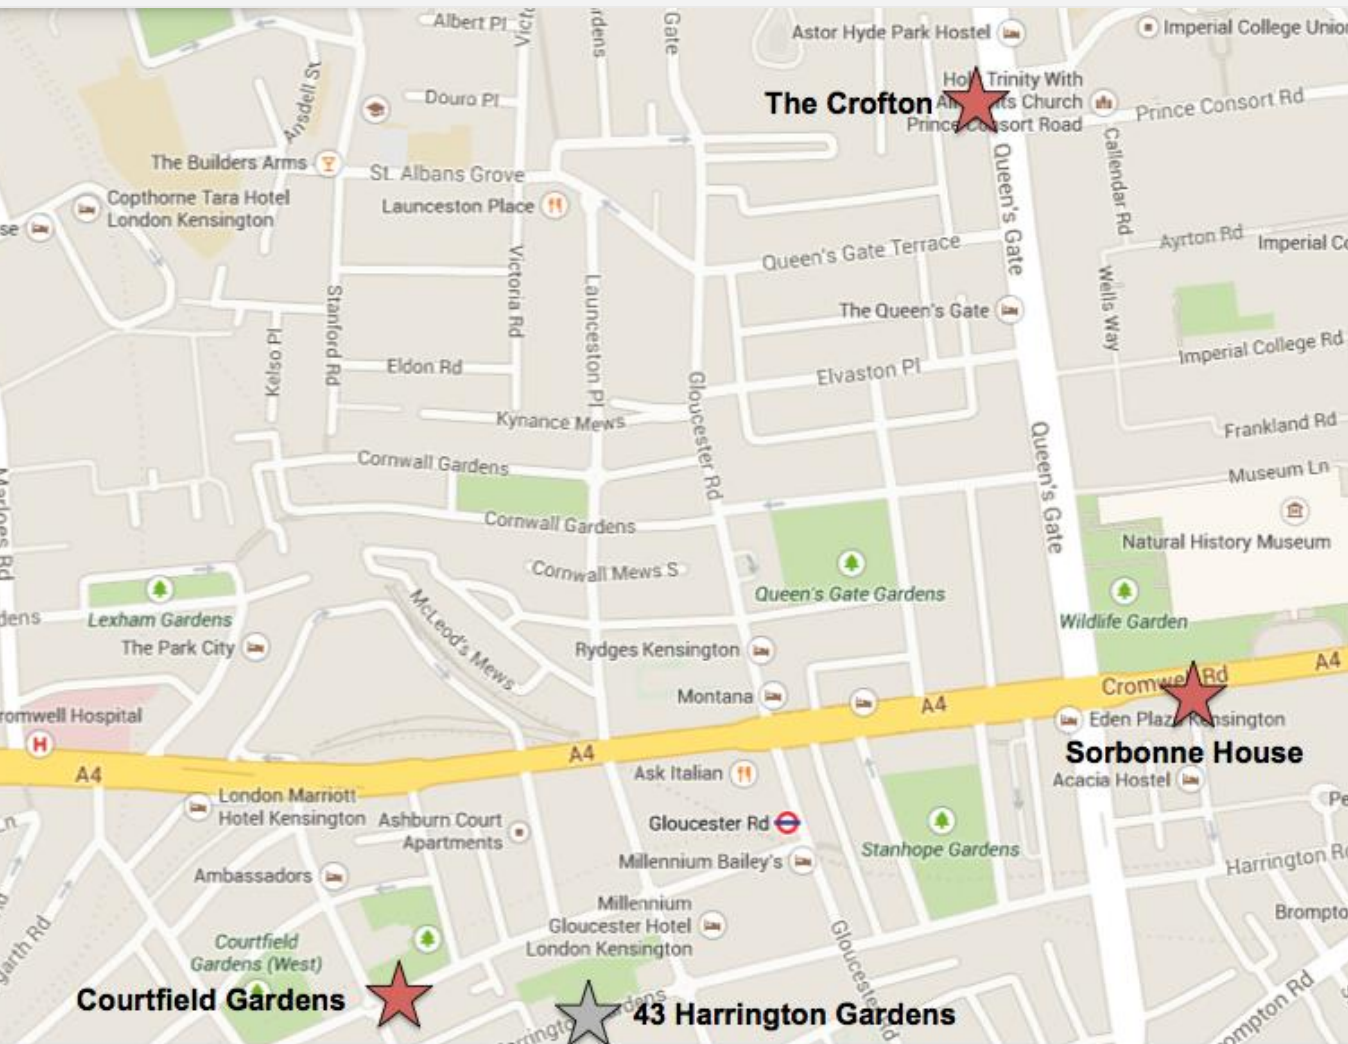 Albert Pl
Gate
Astor Hyde Park Hostel
Imperial College Union
Ansdell St
Douro Pl
The Crofton
Prince Consort Road
Prince Consort Rd
The Builders Arms
St. Albans Grove
Callendar Rd
Copthorne Tara Hotel
London Kensington
Launceston Place
Queen's Gate
Ayrton Rd
Queen's Gate Terrace
Victoria Rd
Stanford Rd
Launceston Pl
Wells Way
The Queen's Gate
Kelso Pl
Imperial College Rd
Eldon Rd
Elvaston Pl
Gloucester Rd
Kynance Mews
Frankland Rd
Queen's Gate
Cornwall Gardens
Museum Ln
Marloes Rd
Cornwall Gardens
Natural History Museum
Cornwall Mews S
Queen's Gate Gardens
Lexham Gardens
Wildlife Garden
McLeod's Mews
The Park City
Rydges Kensington
A4
Cromwell Rd
Montana
A4
Cromwell Hospital
H
Eden Plaza Kensington
A4
Sorbonne House
A4
Ask Italian
Acacia Hostel
London Marriott
Hotel Kensington
Ashburn Court
Apartments
Gloucester Rd
Stanhope Gardens
Millennium Bailey's
Harrington Rd
Ambassadors
Millennium
Gloucester Hotel
London Kensington
Courtfield
Gardens (West)
Gloucester Rd
Courtfield Gardens
43 Harrington Gardens